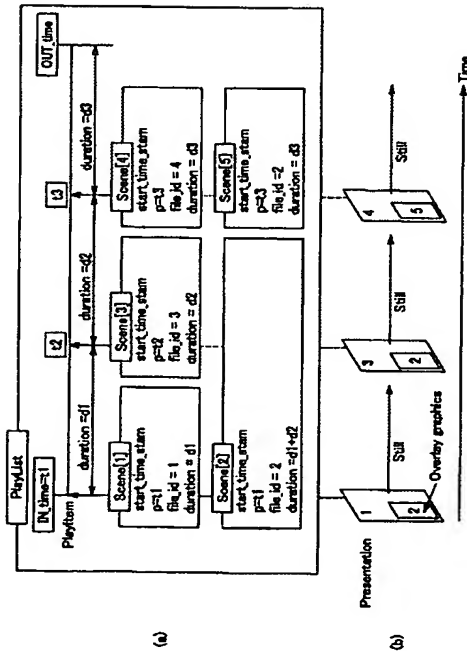 PlayList
IN_time=t1
t2
t3
OUT_time
PlayItem
duration =d1
duration =d2
duration =d3
(a)
Scene[1]
start_time_stam
p=t1
file_id = 1
duration = d1
Scene[3]
start_time_stam
p=t2
file_id = 3
duration = d2
Scene[4]
start_time_stam
p=t3
file_id = 4
duration = d3
Scene[2]
start_time_stam
p=t1
file_id = 2
duration =d1+d2
Scene[5]
start_time_stam
p=t3
file_id =2
duration = d3
(b)
Presentation
1
2
Still
3
2
Still
4
5
Still
Overlay graphics
Time